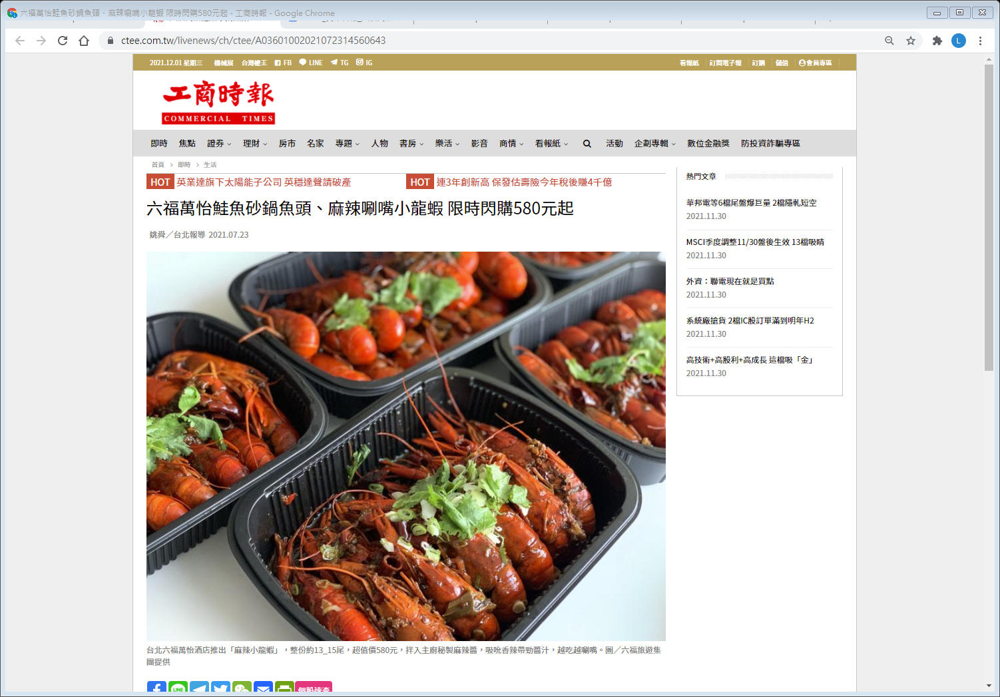 六福萬怡鮭魚砂鍋魚頭、麻辣唰嘴小龍蝦 限時閃購580元起 - 工商時報 - Google Chrome
ctee.com.tw/livenews/ch/ctee/A03601002021072314560643
L
2021.12.01 星期三 機械展 台灣權王 FB LINE TG IG
看報紙 訂閱電子報 訂購 儲值 會員專區
工商時報
COMMERCIAL TIMES
即時 焦點 證券 理財 房市 名家 專題 人物 書房 樂活 影音 商情 看報紙 活動 企劃專輯 數位金融獎 防投資詐騙專區
首頁 > 即時 > 生活
HOT 英業達旗下太陽能子公司 英穩達聲請破產
HOT 連3年創新高 保發估壽險今年稅後賺4千億
六福萬怡鮭魚砂鍋魚頭、麻辣唰嘴小龍蝦 限時閃購580元起
姚舜／台北報導 2021.07.23
台北六福萬怡酒店推出「麻辣小龍蝦」，整份約13_15尾，超值價580元，拌入主廚秘製麻辣醬，吸吮香辣帶勁醬汁，越吃越唰嘴。圖／六福旅遊集
團提供
LINE
個股速查
熱門文章
華邦電等6檔尾盤爆巨量 2檔隱軋短空
2021.11.30
MSCI季度調整11/30盤後生效 13檔吸睛
2021.11.30
外資：聯電現在就是買點
2021.11.30
系統廠搶貨 2檔IC股訂單滿到明年H2
2021.11.30
高技術+高股利+高成長 這檔吸「金」
2021.11.30